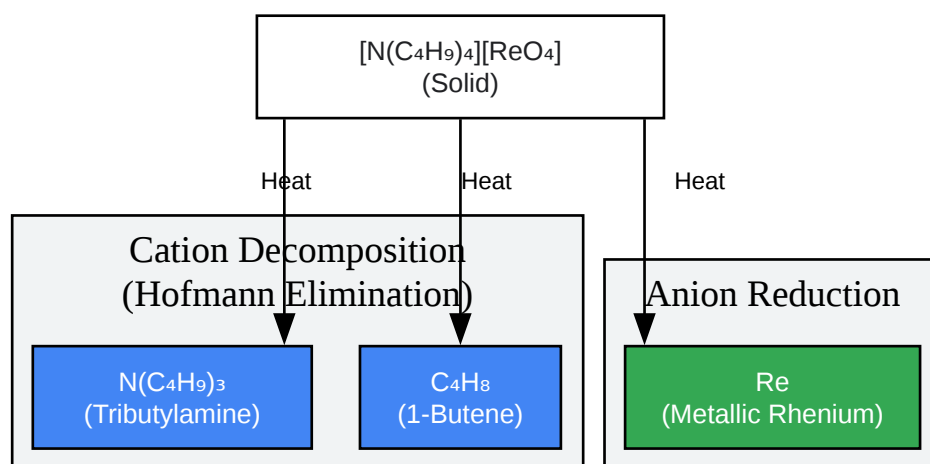 [N(C₄H₉)₄][ReO₄]
(Solid)
Heat
Heat
Heat
Cation Decomposition
(Hofmann Elimination)
Anion Reduction
N(C₄H₉)₃
(Tributylamine)
C₄H₈
(1-Butene)
Re
(Metallic Rhenium)